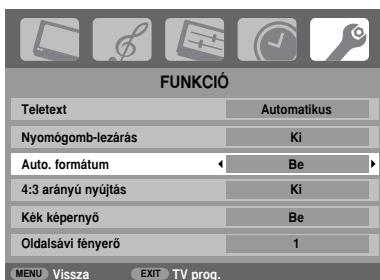 FUNKCIÓ
Teletext Automatikus
Nyomógomb-lezárás Ki
Auto. formátum Be
4:3 arányú nyújtás Ki
Kék képernyő Be
Oldalsávi fényerő 1
MENU Vissza EXIT TV prog.